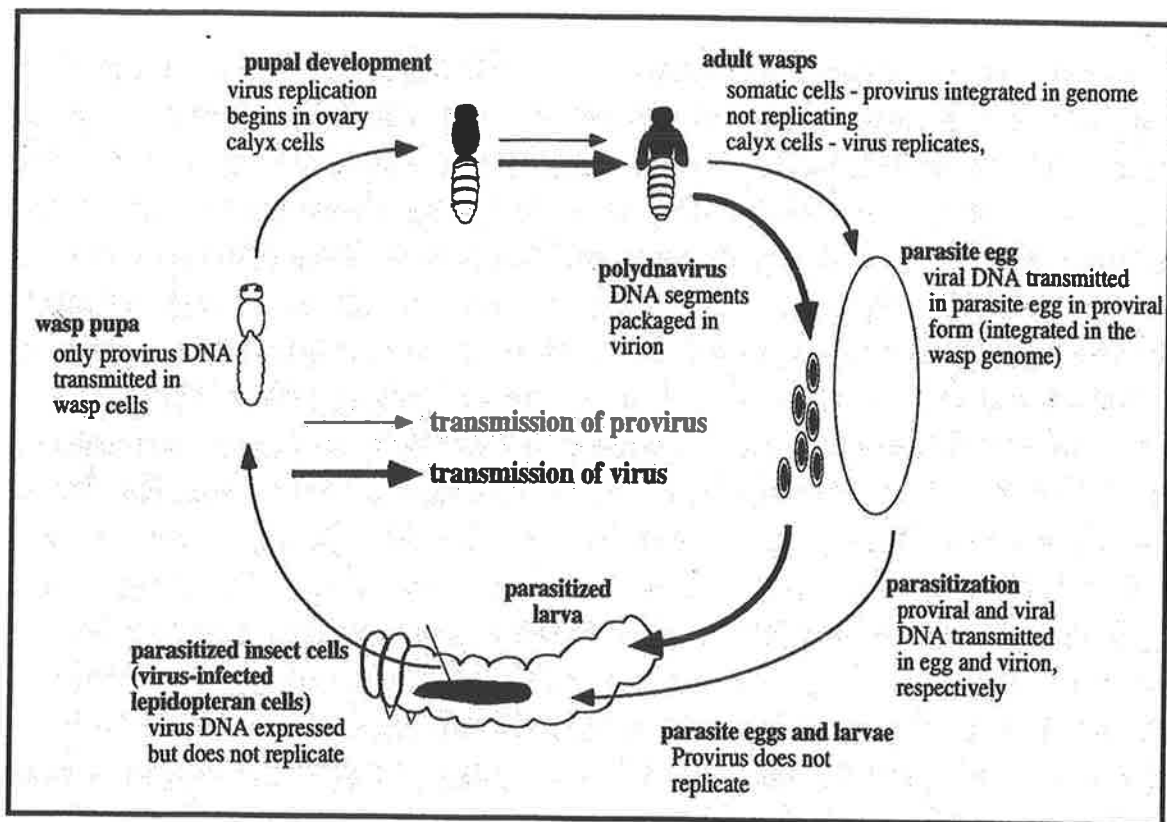 pupal development
virus replication
begins in ovary
calyx cells
adult wasps
somatic cells - provirus integrated in genome
not replicating
calyx cells - virus replicates,
parasite egg
viral DNA transmitted
in parasite egg in proviral
form (integrated in the
wasp genome)
polydnavirus
DNA segments
packaged in
virion
wasp pupa
only provirus DNA
transmitted in
wasp cells
transmission of provirus
transmission of virus
parasitized
larva
parasitization
proviral and viral
DNA transmitted
in egg and virion,
respectively
parasitized insect cells
(virus-infected
lepidopteran cells)
virus DNA expressed
but does not replicate
parasite eggs and larvae
Provirus does not
replicate